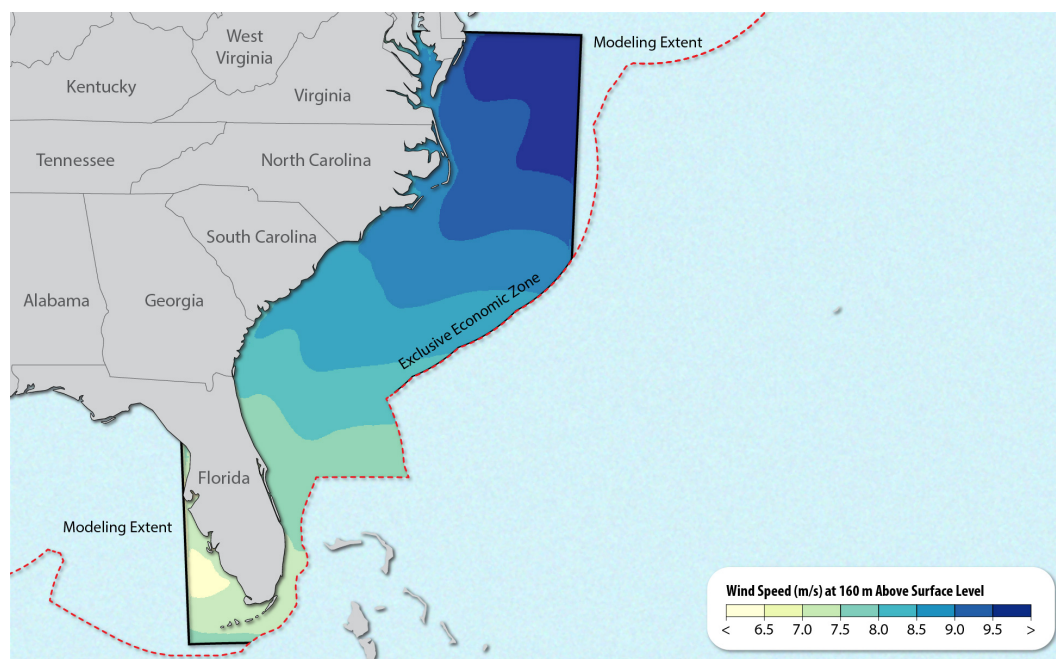 West
Virginia
Modeling Extent
Kentucky
Virginia
Tennessee
North Carolina
South Carolina
Alabama
Georgia
Exclusive Economic Zone
Florida
Modeling Extent
Wind Speed (m/s) at 160 m Above Surface Level
< 6.5 7.0 7.5 8.0 8.5 9.0 9.5 >